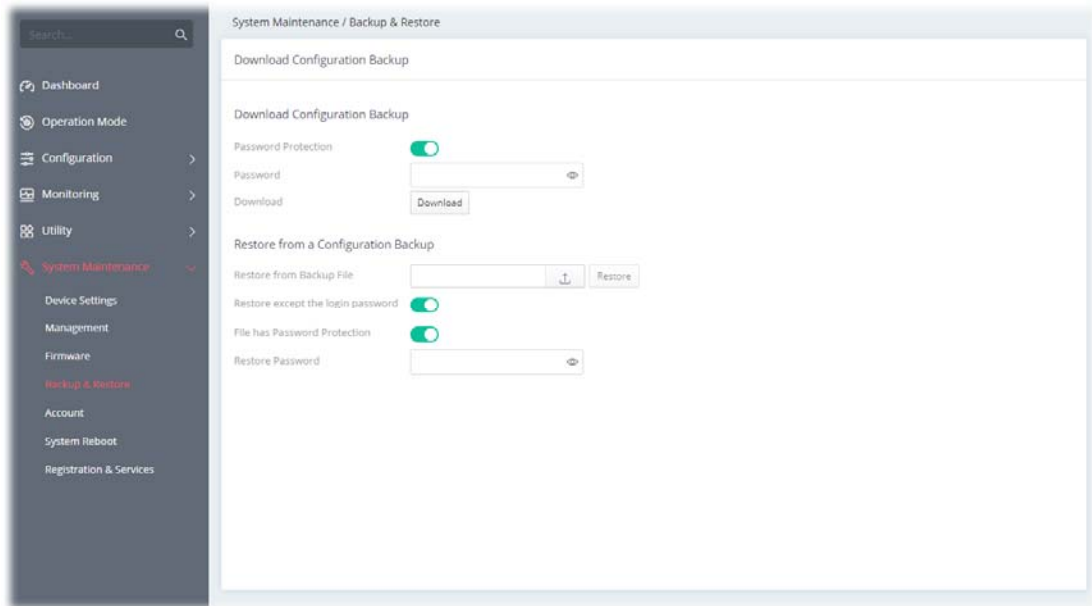 Search...
Dashboard
Operation Mode
Configuration
Monitoring
Utility
System Maintenance
Device Settings
Management
Firmware
Backup & Restore
Account
System Reboot
Registration & Services
System Maintenance / Backup & Restore
Download Configuration Backup
Download Configuration Backup
Password Protection
Password
Download Download
Restore from a Configuration Backup
Restore from Backup File Restore
Restore except the login password
File has Password Protection
Restore Password